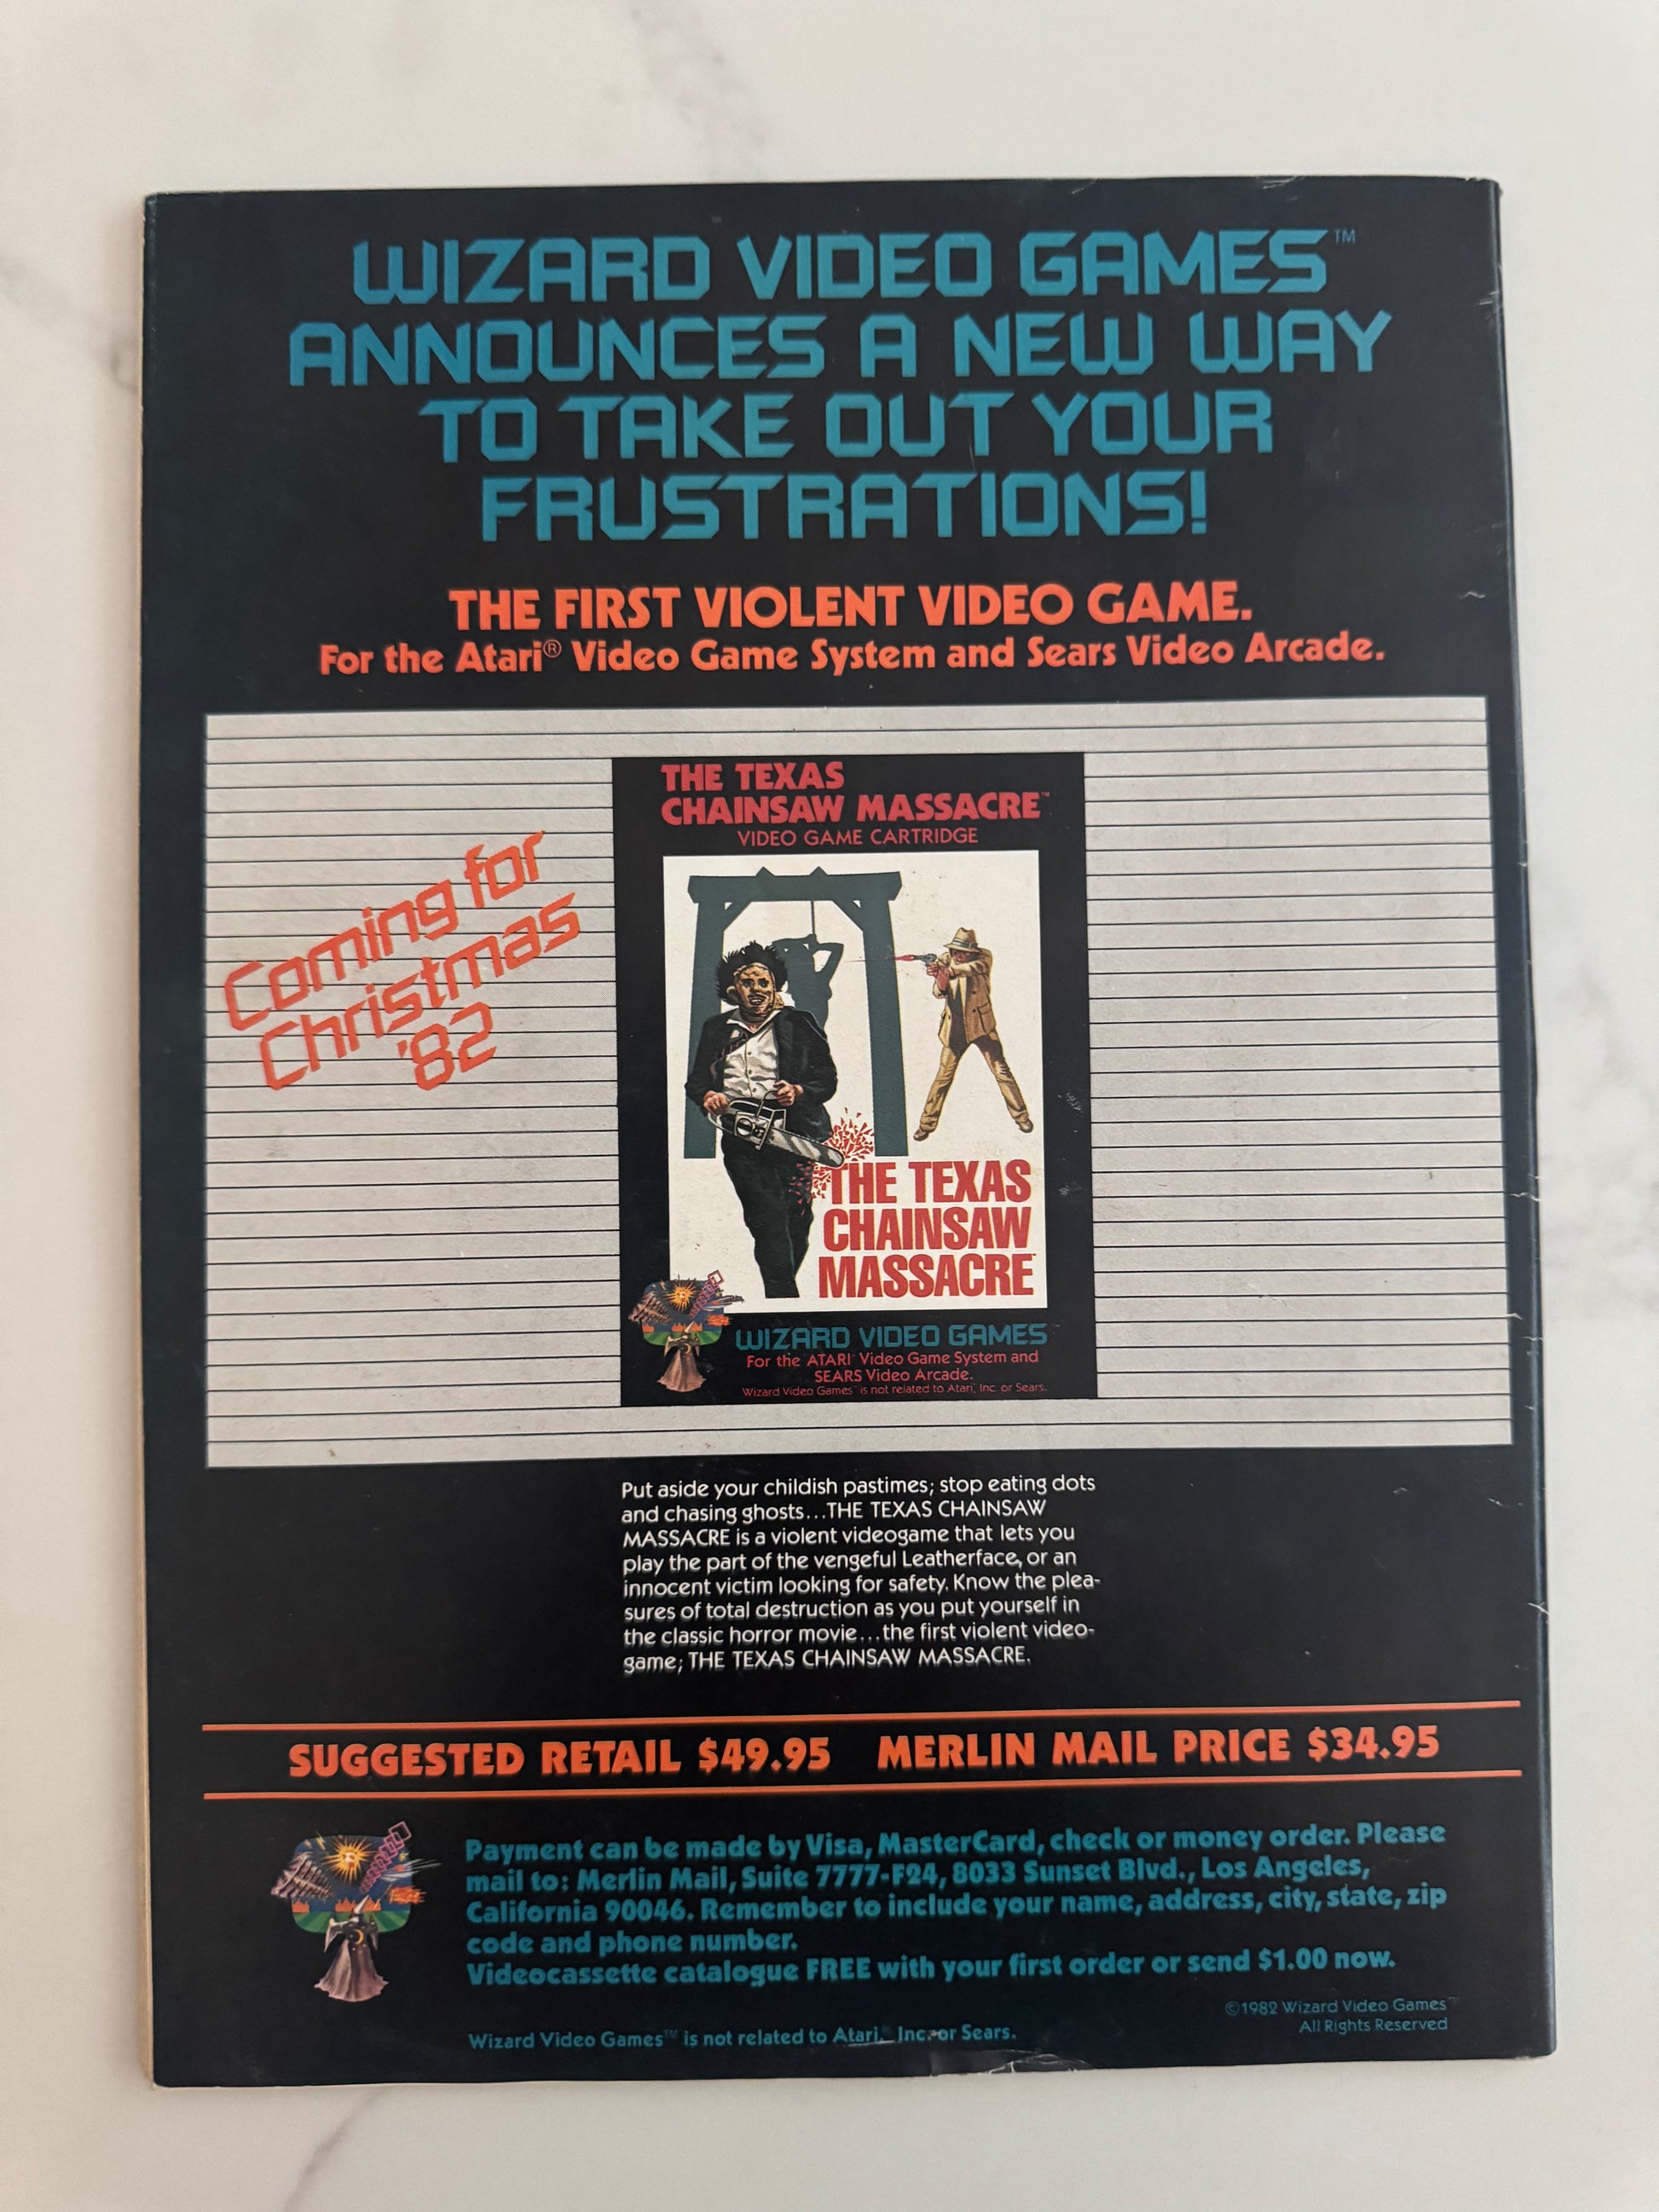 WIZARD VIDEO GAMES™
ANNOUNCES A NEW WAY
TO TAKE OUT YOUR
FRUSTRATIONS!
THE FIRST VIOLENT VIDEO GAME.
For the Atari® Video Game System and Sears Video Arcade.
Coming for
Christmas
'82
THE TEXAS
CHAINSAW MASSACRE™
VIDEO GAME CARTRIDGE
THE TEXAS
CHAINSAW
MASSACRE
WIZARD VIDEO GAMES
For the ATARI Video Game System and
SEARS Video Arcade.
Wizard Video Games™ is not related to Atari, Inc. or Sears.
Put aside your childish pastimes; stop eating dots
and chasing ghosts...THE TEXAS CHAINSAW
MASSACRE is a violent videogame that lets you
play the part of the vengeful Leatherface, or an
innocent victim looking for safety. Know the plea-
sures of total destruction as you put yourself in
the classic horror movie...the first violent video-
game; THE TEXAS CHAINSAW MASSACRE.
SUGGESTED RETAIL $49.95 MERLIN MAIL PRICE $34.95
Payment can be made by Visa, MasterCard, check or money order. Please
mail to: Merlin Mail, Suite 7777-F24, 8033 Sunset Blvd., Los Angeles,
California 90046. Remember to include your name, address, city, state, zip
code and phone number.
Videocassette catalogue FREE with your first order or send $1.00 now.
©1982 Wizard Video Games™
All Rights Reserved
Wizard Video Games™ is not related to Atari, Inc. or Sears.